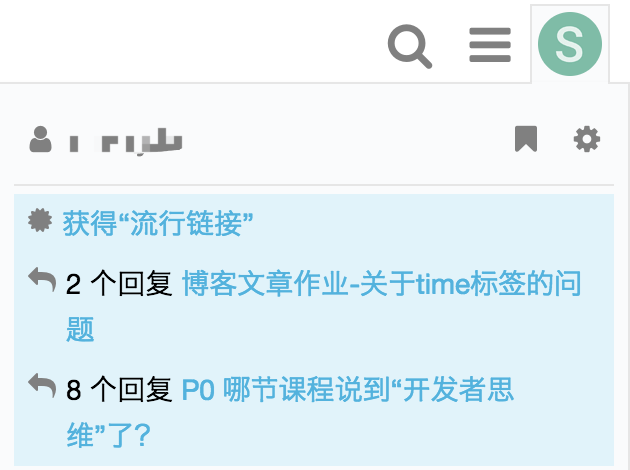 S
获得“流行链接”
2 个回复 博客文章作业-关于time标签的问
题
8 个回复 P0 哪节课程说到“开发者思
维”了？